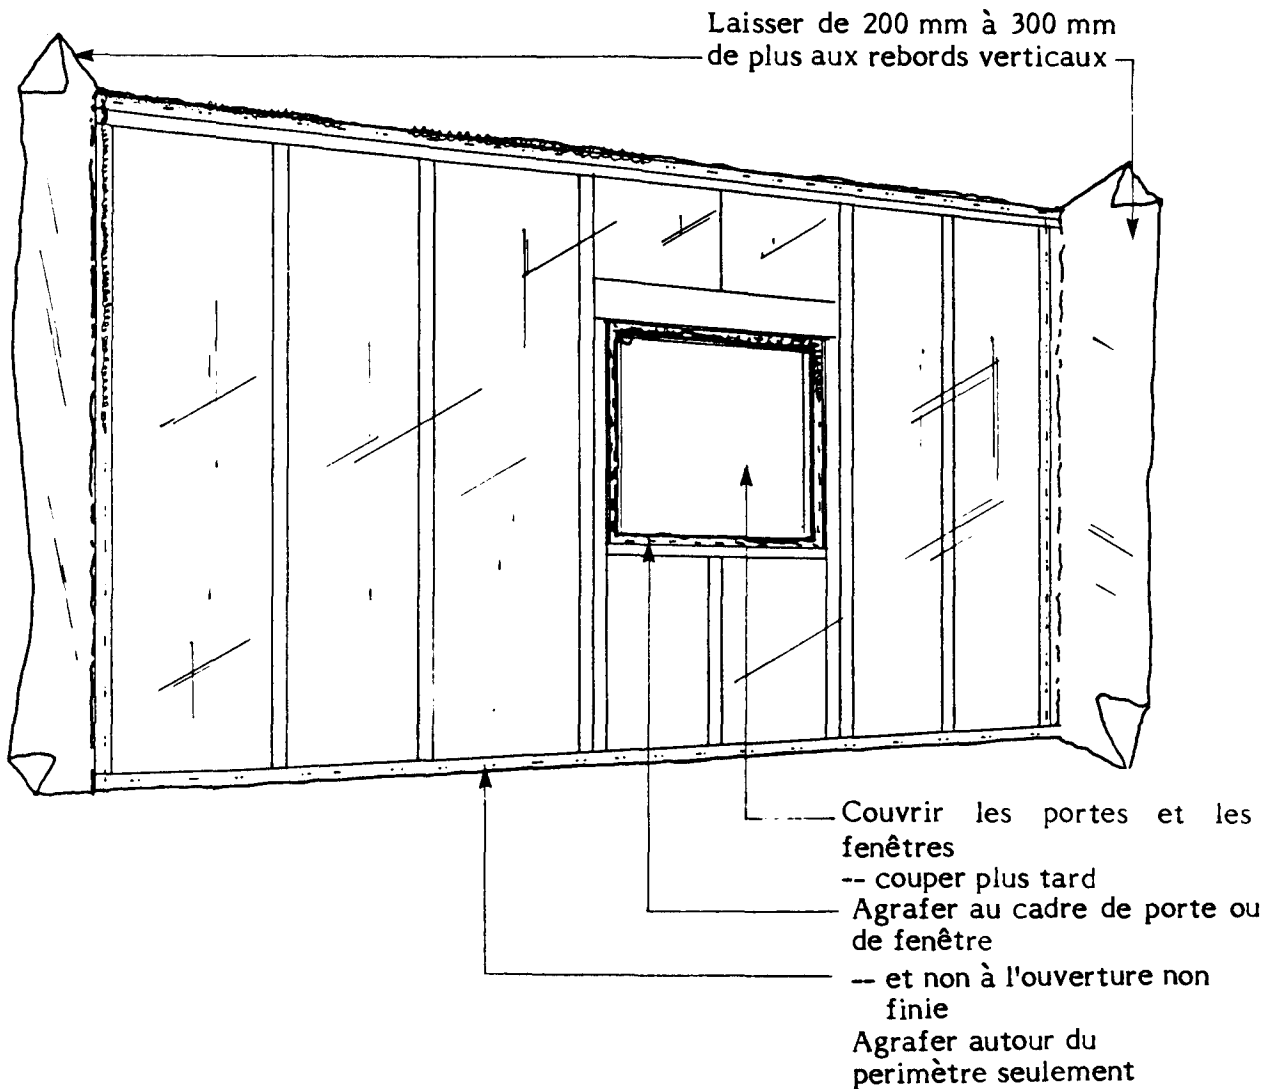 Laisser de 200 mm à 300 mm
de plus aux rebords verticaux
Couvrir les portes et les
fenêtres
-- couper plus tard
Agrafer au cadre de porte ou
de fenêtre
-- et non à l'ouverture non
finie
Agrafer autour du
perimètre seulement